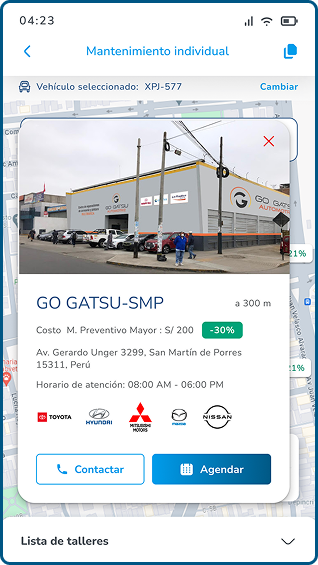 04:23
Mantenimiento individual
Vehículo seleccionado: XPJ-577
Cambiar
GO GATSU
GO GATSU
AUTOMOTRIZ
21%
GO GATSU-SMP
a 300 m
Costo M. Preventivo Mayor : S/ 200 -30%
Av. Gerardo Unger 3299, San Martín de Porres
15311, Perú
21%
Horario de atención: 08:00 AM - 06:00 PM
TOYOTA
HYUNDAI
MITSUBISHI
MOTORS
mazda
NISSAN
Contactar
Agendar
Lista de talleres